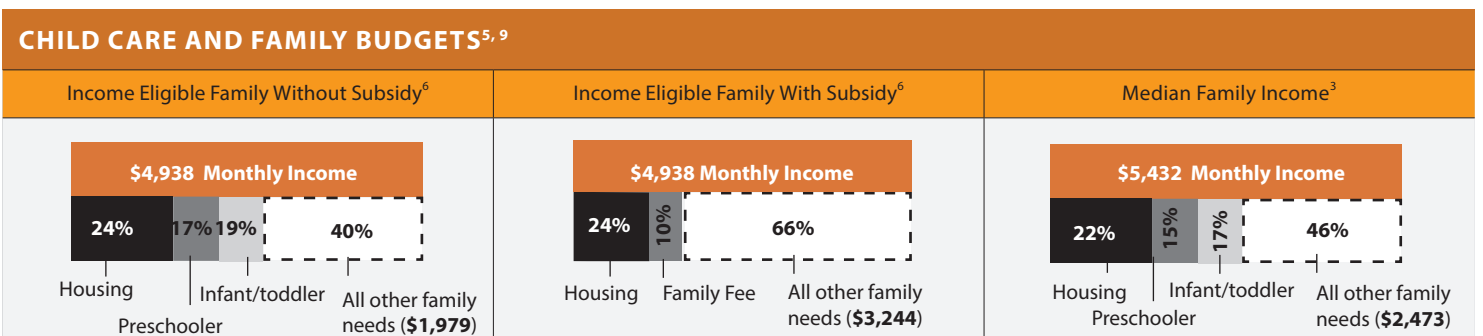 CHILD CARE AND FAMILY BUDGETS5, 9
Income Eligible Family Without Subsidy6
Income Eligible Family With Subsidy6
Median Family Income3
$4,938 Monthly Income
24%
17%
19%
40%
Housing
Preschooler
Infant/toddler
All other family
needs ($1,979)
$4,938 Monthly Income
24%
10%
66%
Housing
Family Fee
All other family
needs ($3,244)
$5,432 Monthly Income
22%
15%
17%
46%
Housing
Preschooler
Infant/toddler
All other family
needs ($2,473)